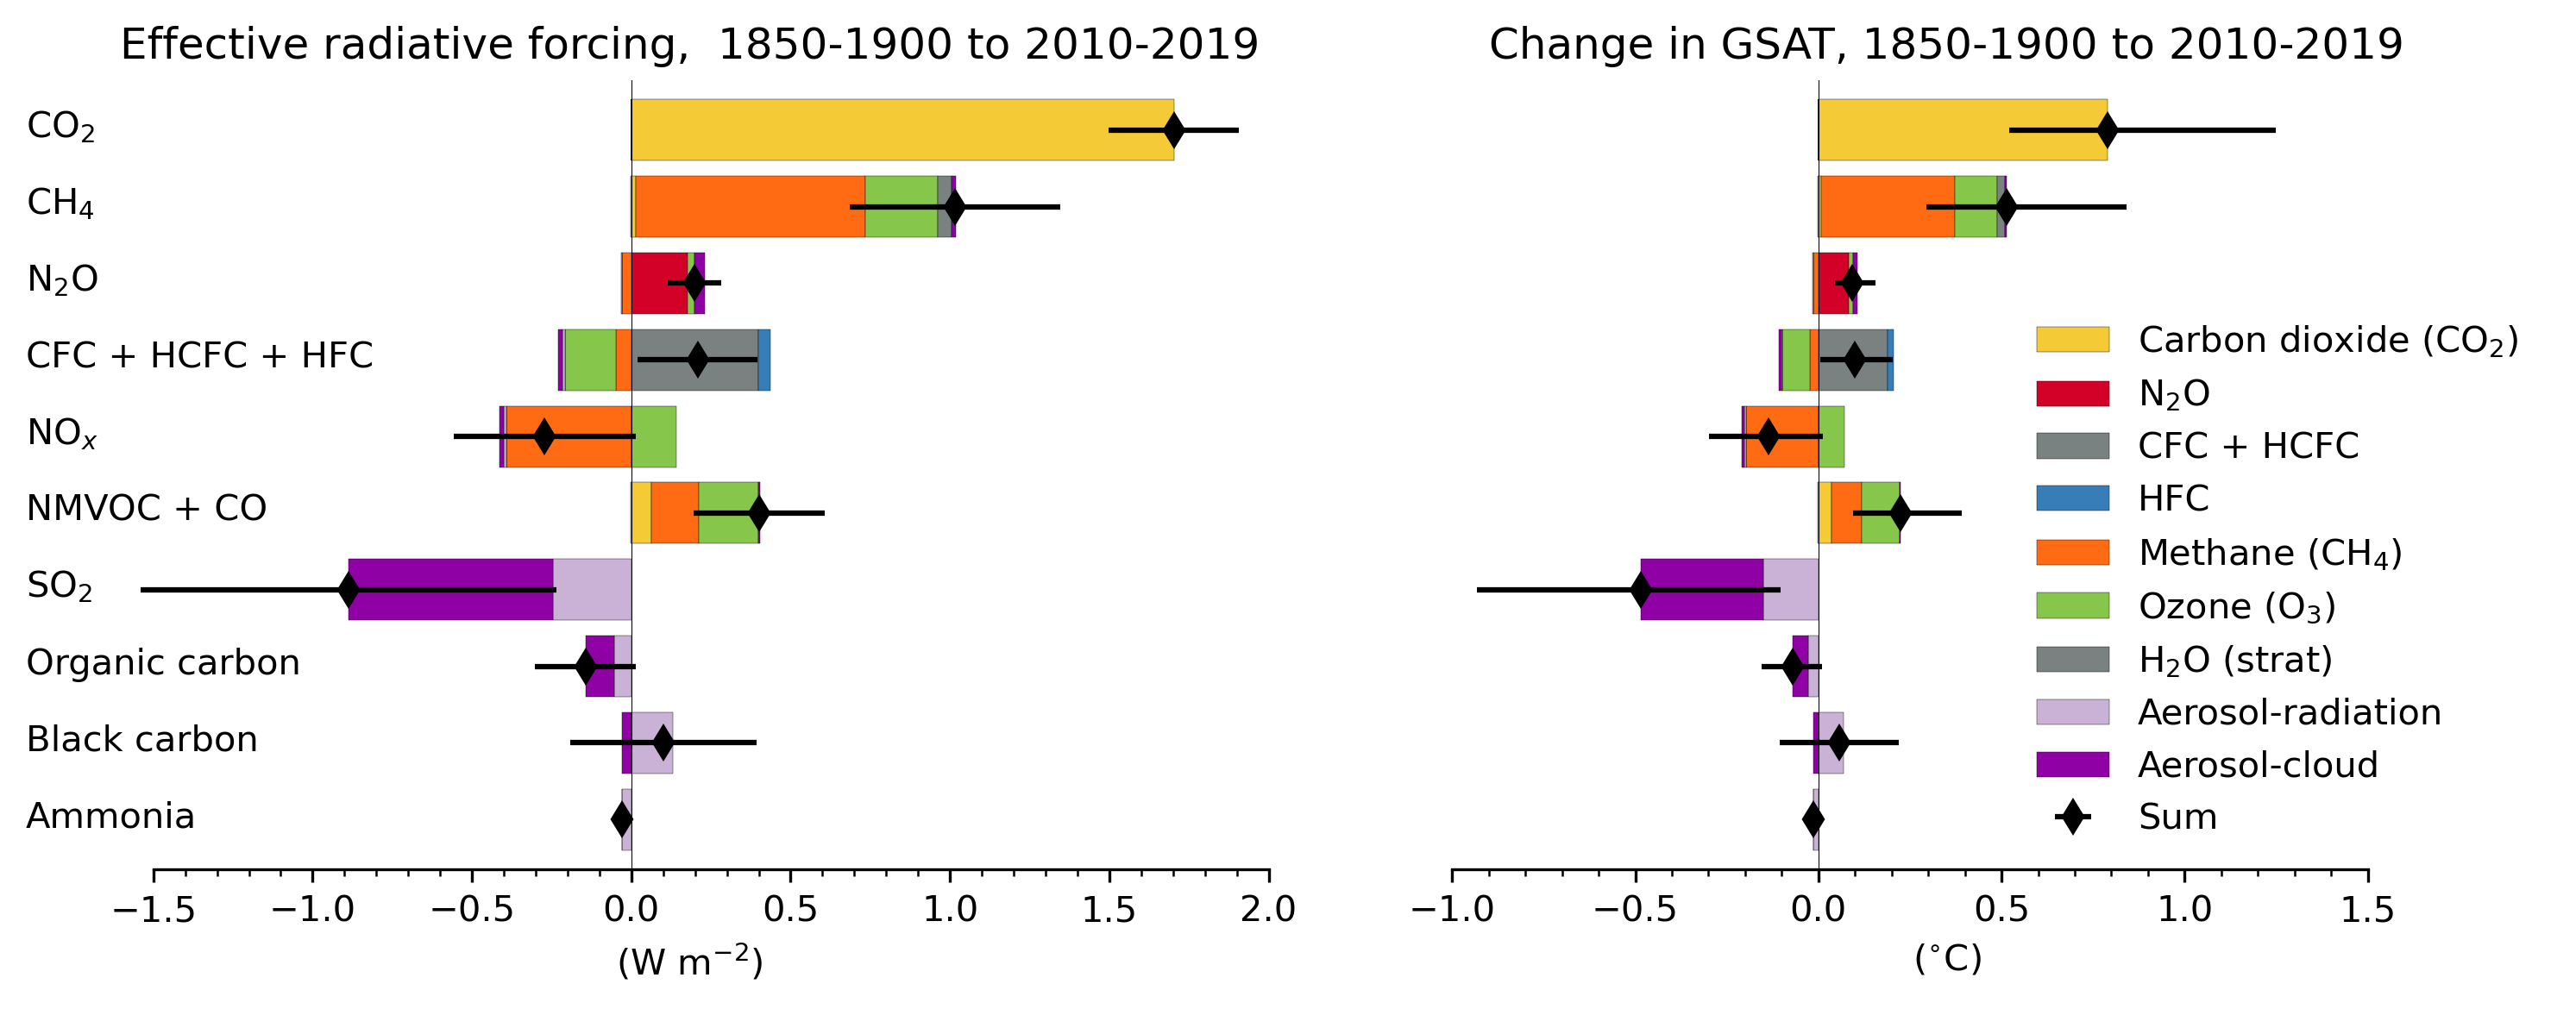 Effective radiative forcing,  1850-1900 to 2010-2019
CO₂
CH₄
N₂O
CFC + HCFC + HFC
NOₓ
NMVOC + CO
SO₂
Organic carbon
Black carbon
Ammonia
−1.5 −1.0 −0.5 0.0 0.5 1.0 1.5 2.0
(W m⁻²)
Change in GSAT, 1850-1900 to 2010-2019
Carbon dioxide (CO₂)
N₂O
CFC + HCFC
HFC
Methane (CH₄)
Ozone (O₃)
H₂O (strat)
Aerosol-radiation
Aerosol-cloud
Sum
−1.0 −0.5 0.0 0.5 1.0 1.5
(°C)